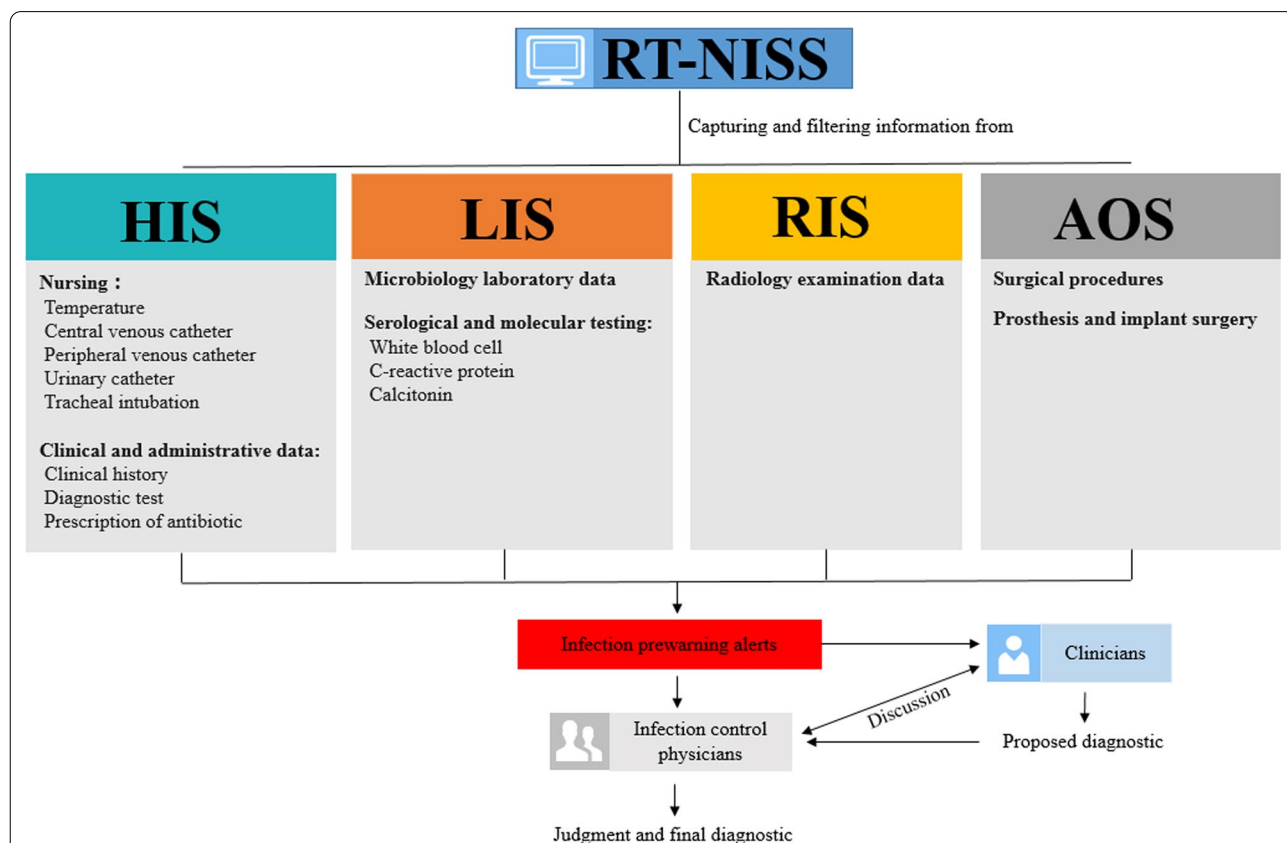 RT-NISS
Capturing and filtering information from
HIS
Nursing：
Temperature
Central venous catheter
Peripheral venous catheter
Urinary catheter
Tracheal intubation
Clinical and administrative data:
Clinical history
Diagnostic test
Prescription of antibiotic
LIS
Microbiology laboratory data
Serological and molecular testing:
White blood cell
C-reactive protein
Calcitonin
RIS
Radiology examination data
AOS
Surgical procedures
Prosthesis and implant surgery
Infection prewarning alerts
Clinicians
Discussion
Infection control
physicians
Proposed diagnostic
Judgment and final diagnostic